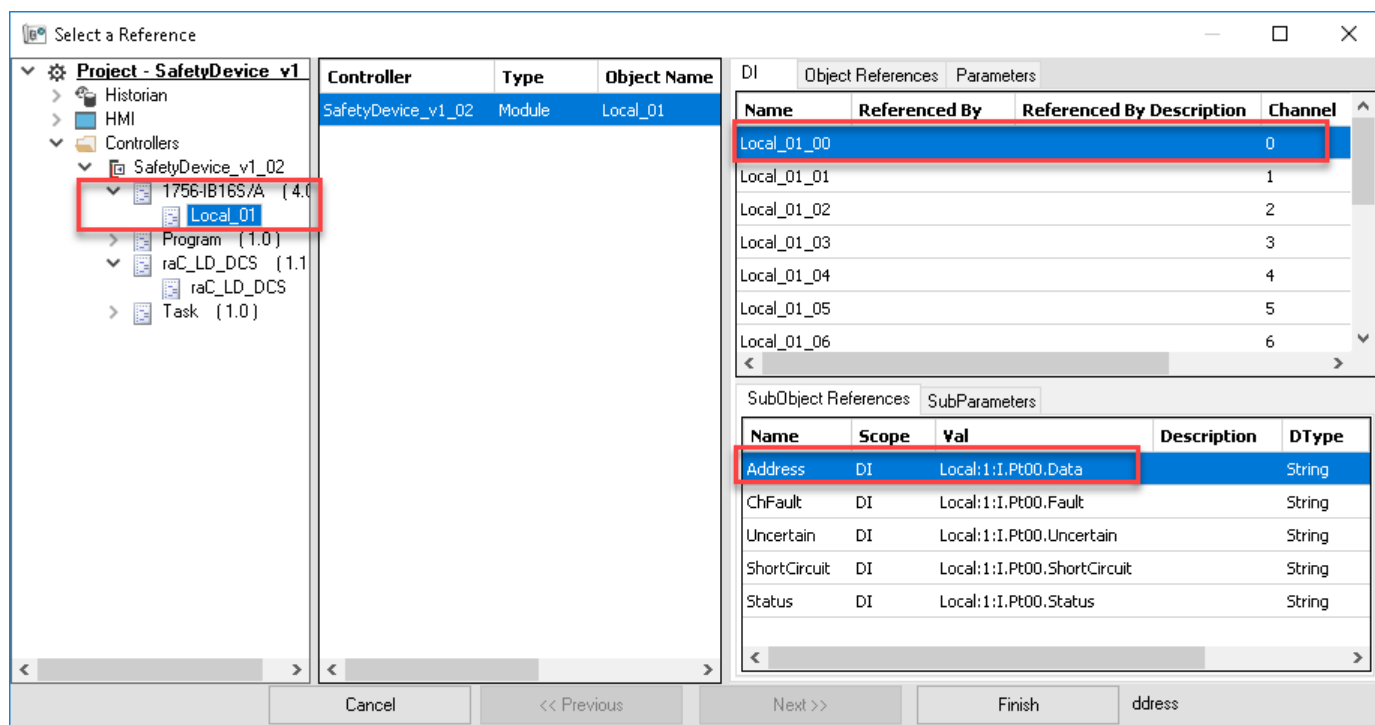 Select a Reference
Project - SafetyDevice_v1
Historian
HMI
Controllers
SafetyDevice_v1_02
1756-IB16S/A (4.0
Local_01
Program (1.0)
raC_LD_DCS (1.1
raC_LD_DCS
Task (1.0)
Controller Type Object Name
SafetyDevice_v1_02 Module Local_01
DI Object References Parameters
Name Referenced By Referenced By Description Channel
Local_01_00 0
Local_01_01 1
Local_01_02 2
Local_01_03 3
Local_01_04 4
Local_01_05 5
Local_01_06 6
SubObject References SubParameters
Name Scope Val Description DType
Address DI Local:1:I.Pt00.Data String
ChFault DI Local:1:I.Pt00.Fault String
Uncertain DI Local:1:I.Pt00.Uncertain String
ShortCircuit DI Local:1:I.Pt00.ShortCircuit String
Status DI Local:1:I.Pt00.Status String
Cancel << Previous Next >> Finish ddress